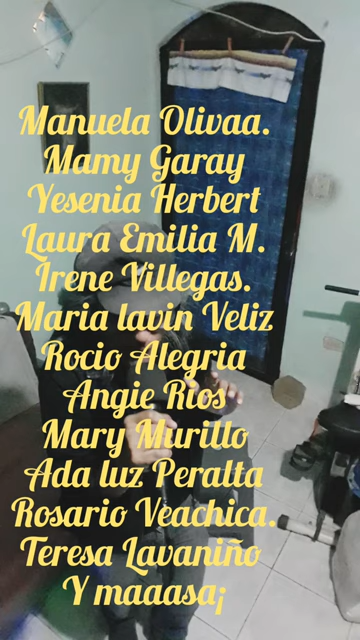 Manuela Olivaa.
Mamy Garay
Yesenia Herbert
Laura Emilia M.
Irene Villegas.
Maria lavin Veliz
Rocio Alegria
Angie Rios
Mary Murillo
Ada luz Peralta
Rosario Veachica.
Teresa Lavaniño
Y maaasa¡